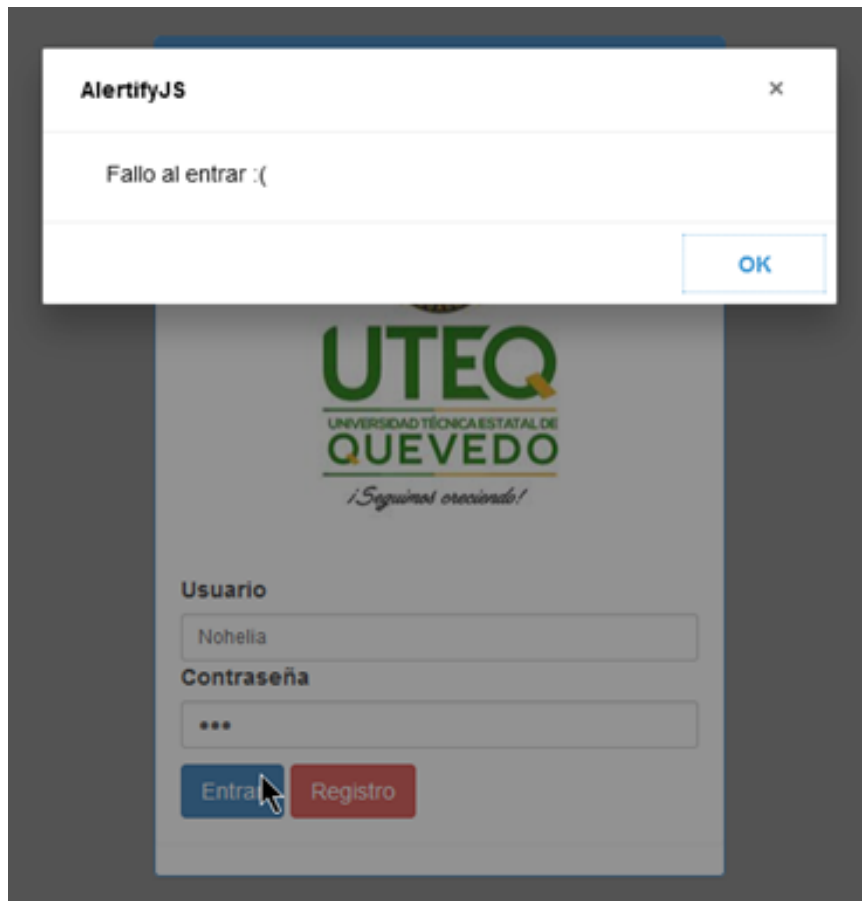 AlertifyJS ×
Fallo al entrar :(
OK
UTEQ
UNIVERSIDAD TÉCNICA ESTATAL DE
QUEVEDO
¡Seguimos creciendo!
Usuario
Nohelia
Contraseña
•••
Entrar Registro